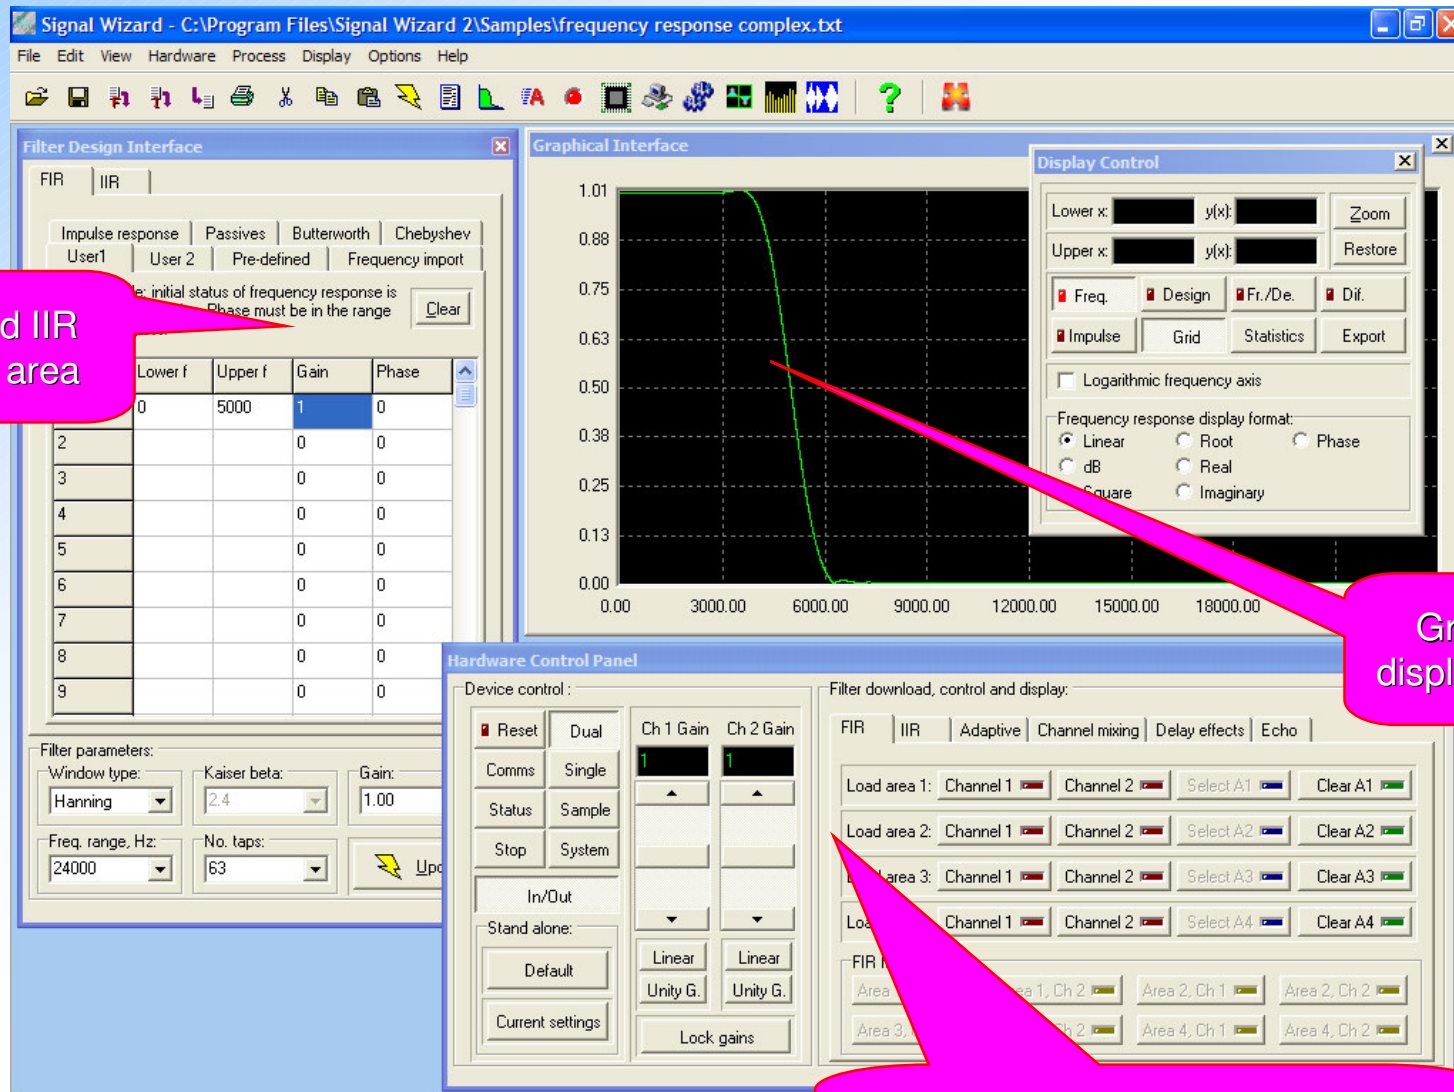 Signal Wizard - C:\Program Files\Signal Wizard 2\Samples\frequency response complex.txt
File Edit View Hardware Process Display Options Help
Filter Design Interface
FIR IIR
Impulse response Passives Butterworth Chebyshev
User1 User 2 Pre-defined Frequency import
initial status of frequency response is
Phase must be in the range
Clear
d IIR
area
Lower f Upper f Gain Phase
0 5000 1 0
2 0 0
3 0 0
4 0 0
5 0 0
6 0 0
7 0 0
8 0 0
9 0 0
Filter parameters:
Window type: Kaiser beta: Gain:
Hanning 2.4 1.00
Freq. range, Hz: No. taps:
24000 63
Graphical Interface
1.01
0.88
0.75
0.63
0.50
0.38
0.25
0.13
0.00
0.00 3000.00 6000.00 9000.00 12000.00 15000.00 18000.00
Display Control
Lower x: y(x): Zoom
Upper x: y(x): Restore
Freq. Design Fr./De. Dif.
Impulse Grid Statistics Export
Logarithmic frequency axis
Frequency response display format:
Linear Root Phase
dB Real
Square Imaginary
Gr
displ
Hardware Control Panel
Device control :
Reset Dual
Comms Single
Status Sample
Stop System
In/Out
Stand alone:
Default
Current settings
Ch 1 Gain Ch 2 Gain
1 1
Linear Linear
Unity G. Unity G.
Lock gains
Filter download, control and display:
FIR IIR Adaptive Channel mixing Delay effects Echo
Load area 1: Channel 1 Channel 2 Select A1 Clear A1
Load area 2: Channel 1 Channel 2 Select A2 Clear A2
area 3: Channel 1 Channel 2 Select A3 Clear A3
Channel 1 Channel 2 Select A4 Clear A4
FIR
Area 1, Ch 2 Area 2, Ch 1 Area 2, Ch 2
Area 3, Ch 2 Area 4, Ch 1 Area 4, Ch 2